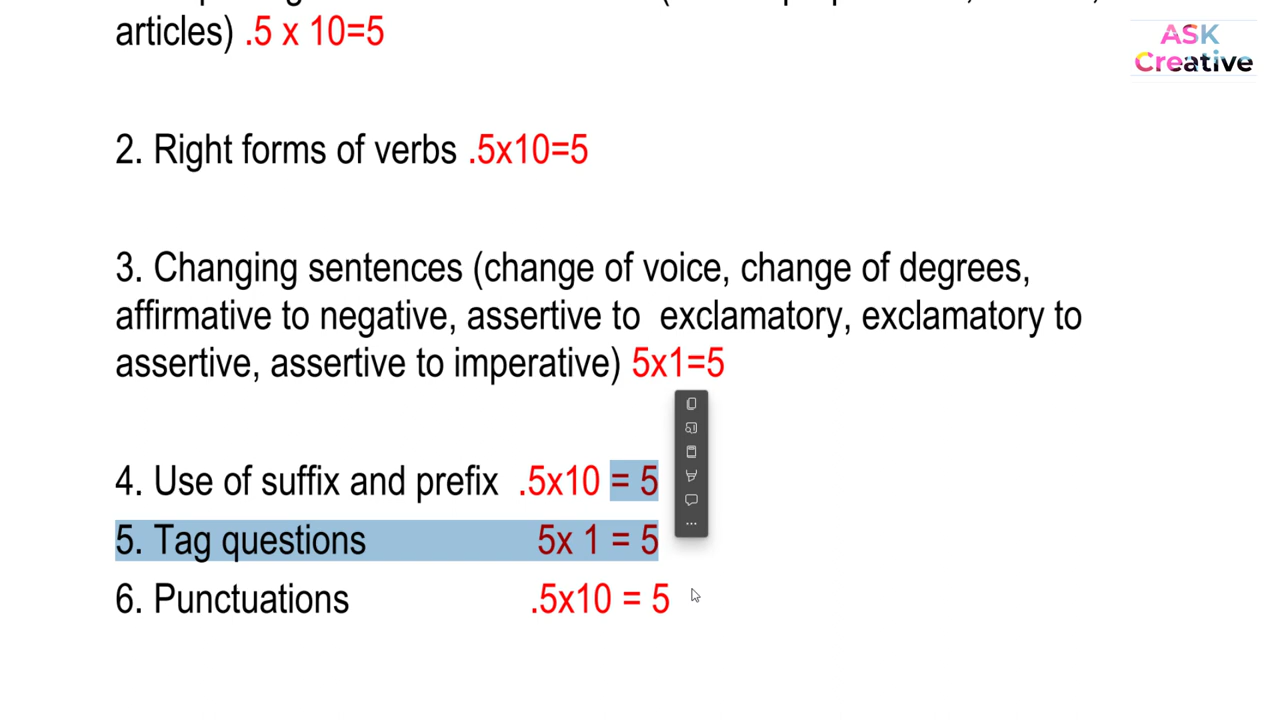 articles) .5 x 10=5
ASK
Creative
2. Right forms of verbs .5x10=5
3. Changing sentences (change of voice, change of degrees,
affirmative to negative, assertive to exclamatory, exclamatory to
assertive, assertive to imperative) 5x1=5
4. Use of suffix and prefix .5x10 = 5
5. Tag questions 5x 1 = 5
6. Punctuations .5x10 = 5